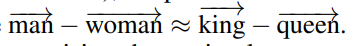 man − woman ≈ king − queen.